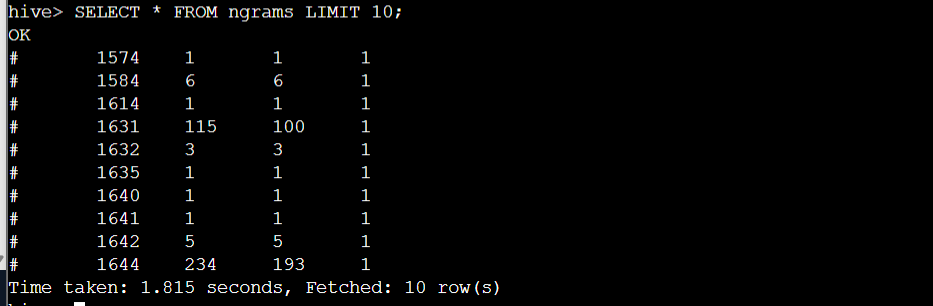 hive> SELECT * FROM ngrams LIMIT 10;
OK
# 1574 1 1 1
# 1584 6 6 1
# 1614 1 1 1
# 1631 115 100 1
# 1632 3 3 1
# 1635 1 1 1
# 1640 1 1 1
# 1641 1 1 1
# 1642 5 5 1
# 1644 234 193 1
Time taken: 1.815 seconds, Fetched: 10 row(s)